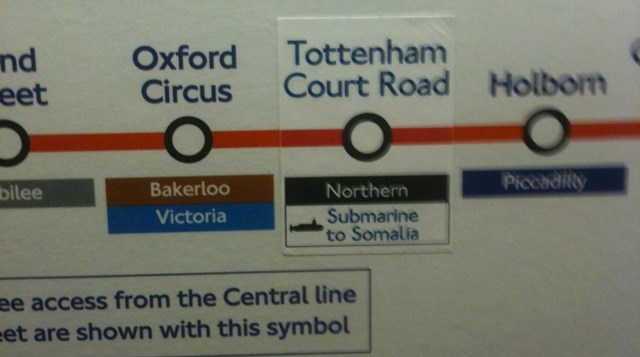 nd
eet
bilee
Oxford
Circus
Bakerloo
Victoria
Tottenham
Court Road
Northern
Submarine
to Somalia
Holborn
Piccadilly
ee access from the Central line
eet are shown with this symbol